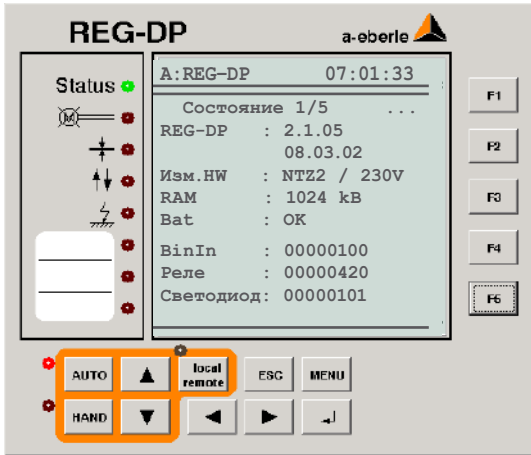 REG-DP
a-eberle
Status
A:REG-DP 07:01:33
Состояние 1/5 ...
REG-DP : 2.1.05
08.03.02
Изм.HW : NTZ2 / 230V
RAM : 1024 kB
Bat : OK
BinIn : 00000100
Реле : 00000420
Светодиод: 00000101
M
F1
F2
F3
F4
F5
AUTO
local
remote
ESC
MENU
HAND